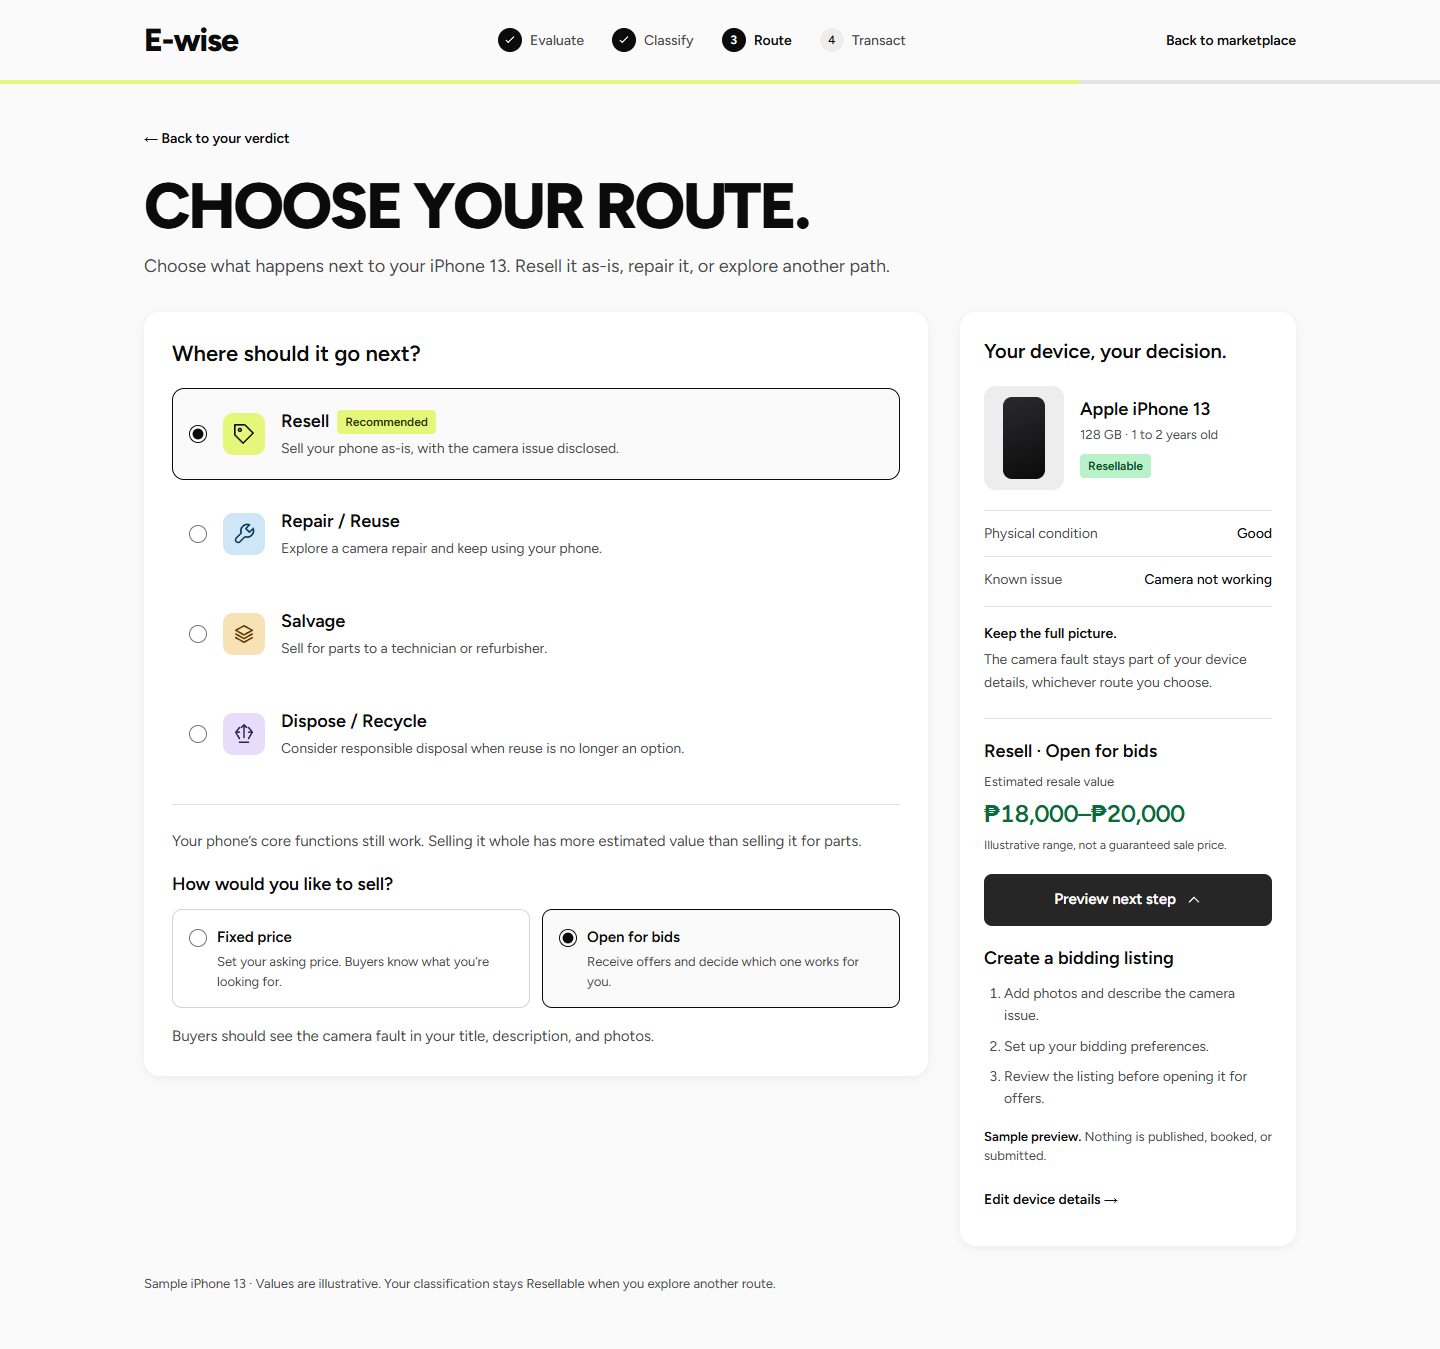 E-wise
Evaluate
Classify
3 Route
4 Transact
Back to marketplace
← Back to your verdict
CHOOSE YOUR ROUTE.
Choose what happens next to your iPhone 13. Resell it as-is, repair it, or explore another path.
Where should it go next?
Resell Recommended
Sell your phone as-is, with the camera issue disclosed.
Repair / Reuse
Explore a camera repair and keep using your phone.
Salvage
Sell for parts to a technician or refurbisher.
Dispose / Recycle
Consider responsible disposal when reuse is no longer an option.
Your phone’s core functions still work. Selling it whole has more estimated value than selling it for parts.
How would you like to sell?
Fixed price
Set your asking price. Buyers know what you’re
looking for.
Open for bids
Receive offers and decide which one works for
you.
Buyers should see the camera fault in your title, description, and photos.
Your device, your decision.
Apple iPhone 13
128 GB · 1 to 2 years old
Resellable
Physical condition Good
Known issue Camera not working
Keep the full picture.
The camera fault stays part of your device
details, whichever route you choose.
Resell · Open for bids
Estimated resale value
₱18,000–₱20,000
Illustrative range, not a guaranteed sale price.
Preview next step
Create a bidding listing
1. Add photos and describe the camera
issue.
2. Set up your bidding preferences.
3. Review the listing before opening it for
offers.
Sample preview. Nothing is published, booked, or
submitted.
Edit device details →
Sample iPhone 13 · Values are illustrative. Your classification stays Resellable when you explore another route.